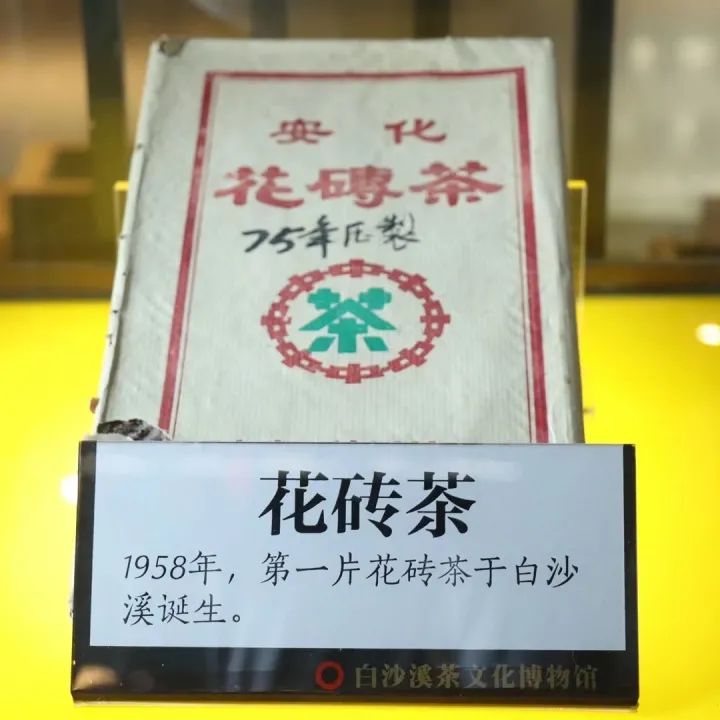 安化
花磚茶
75年压製
茶
花砖茶
1958年，第一片花砖茶于白沙
溪诞生。
白沙溪茶文化博物馆